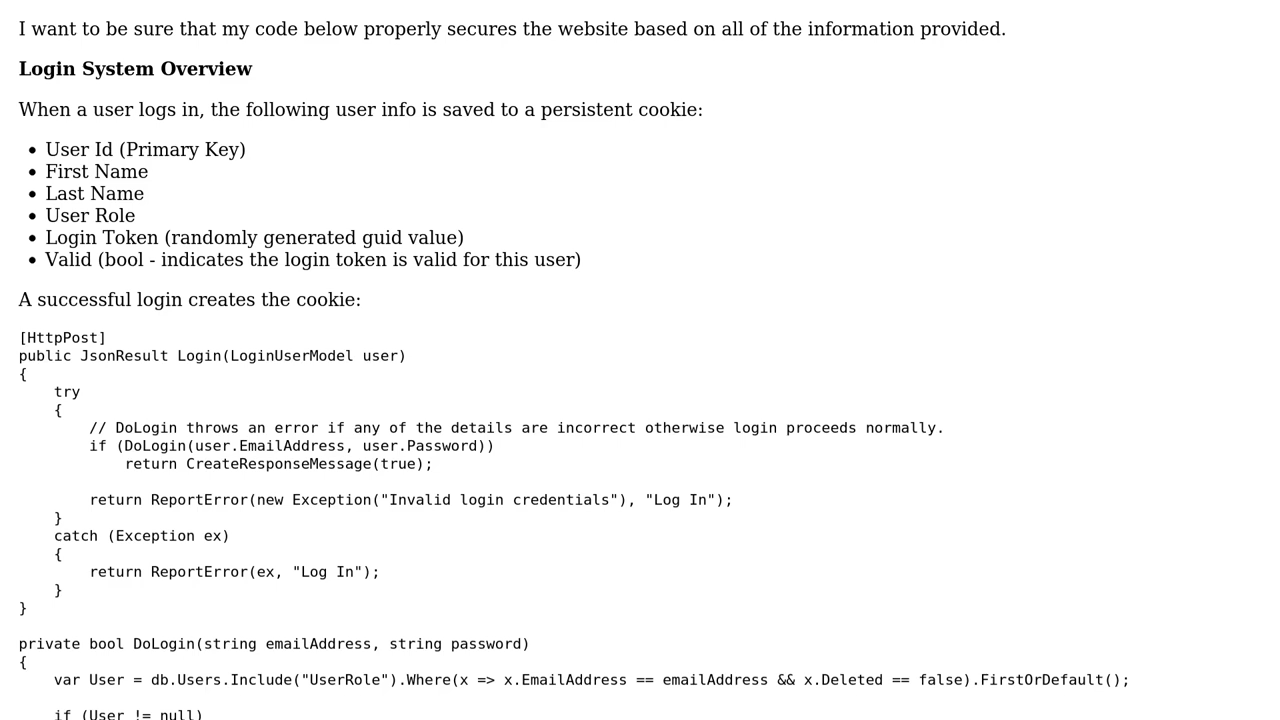 I want to be sure that my code below properly secures the website based on all of the information provided.
Login System Overview
When a user logs in, the following user info is saved to a persistent cookie:
• User Id (Primary Key)
• First Name
• Last Name
• User Role
• Login Token (randomly generated guid value)
• Valid (bool - indicates the login token is valid for this user)
A successful login creates the cookie:
[HttpPost]
public JsonResult Login(LoginUserModel user)
{
    try
    {
        // DoLogin throws an error if any of the details are incorrect otherwise login proceeds normally.
        if (DoLogin(user.EmailAddress, user.Password))
            return CreateResponseMessage(true);

        return ReportError(new Exception("Invalid login credentials"), "Log In");
    }
    catch (Exception ex)
    {
        return ReportError(ex, "Log In");
    }
}

private bool DoLogin(string emailAddress, string password)
{
    var User = db.Users.Include("UserRole").Where(x => x.EmailAddress == emailAddress && x.Deleted == false).FirstOrDefault();

    if (User != null)